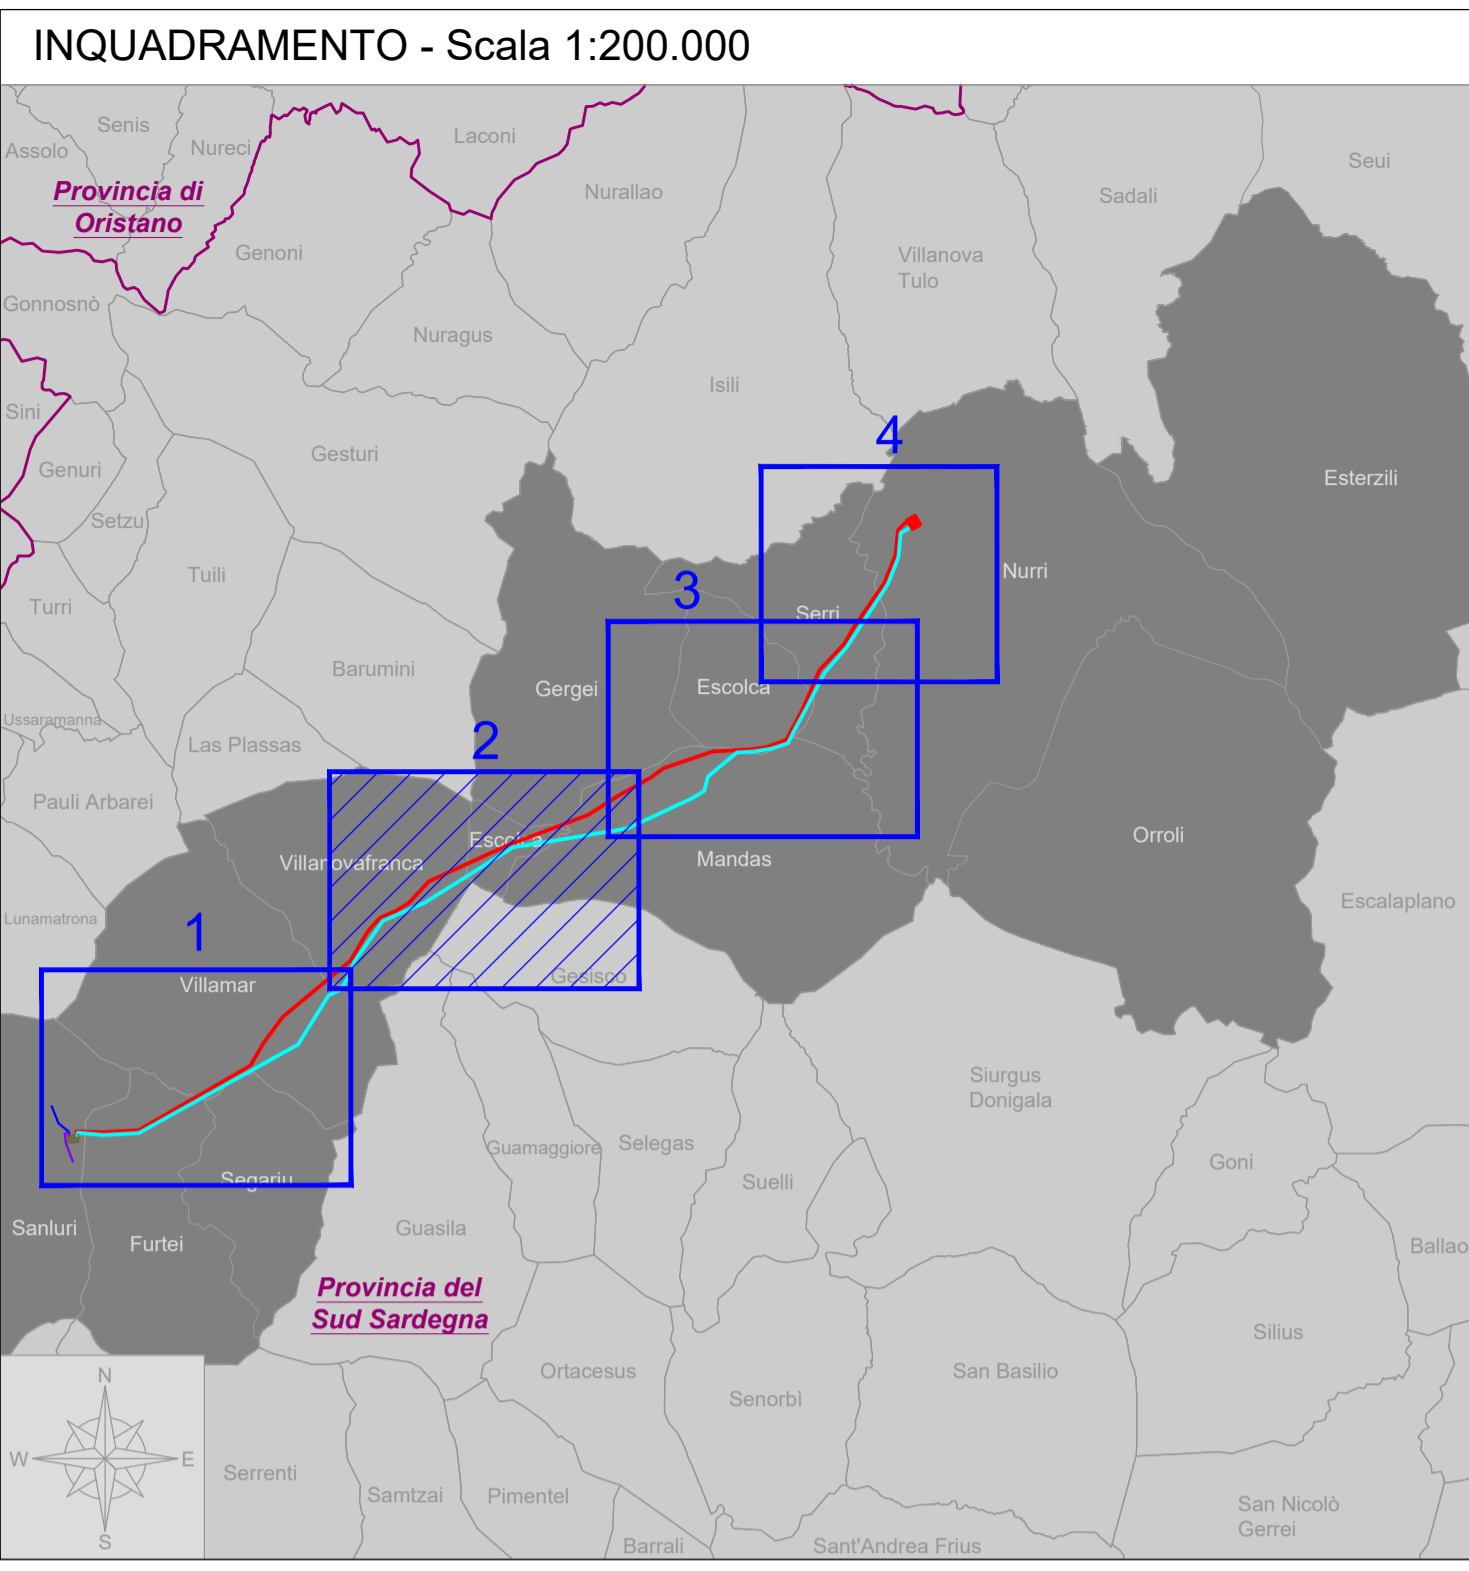 INQUADRAMENTO - Scala 1:200.000
Senis
Assolo
Nureci
Laconi
Seui
Provincia di
Oristano
Nurallao
Sadali
Genoni
Villanova
Tulo
Gonnosnò
Nuragus
Isili
Sini
4
Gesturi
Genuri
Esterzili
Setzu
Tuili
Nurri
3
Turri
Serri
Barumini
Gergei
Escolca
Ussaramanna
Las Plassas
2
Pauli Arbarei
Orroli
Escolca
Villanovafranca
Mandas
Escalaplano
Lunamatrona
1
Gesisco
Villamar
Siurgus
Donigala
Guamaggiore
Selegas
Goni
Segariu
Suelli
Sanluri
Guasila
Furtei
Ballao
Provincia del
Sud Sardegna
Silius
Ortacesus
San Basilio
N
Senorbì
W
E
Serrenti
Samtzai
Pimentel
San Nicolò
Gerrei
S
Barrali
Sant'Andrea Frius